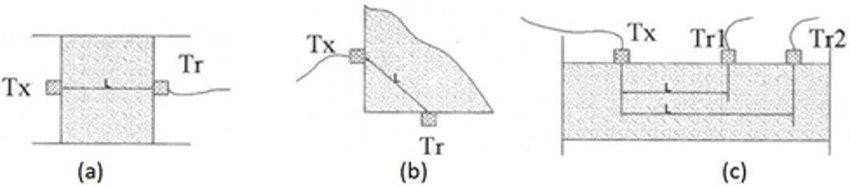 Tx L Tr
(a)
Tx L Tr
(b)
Tx Tr1 Tr2
L
L
(c)